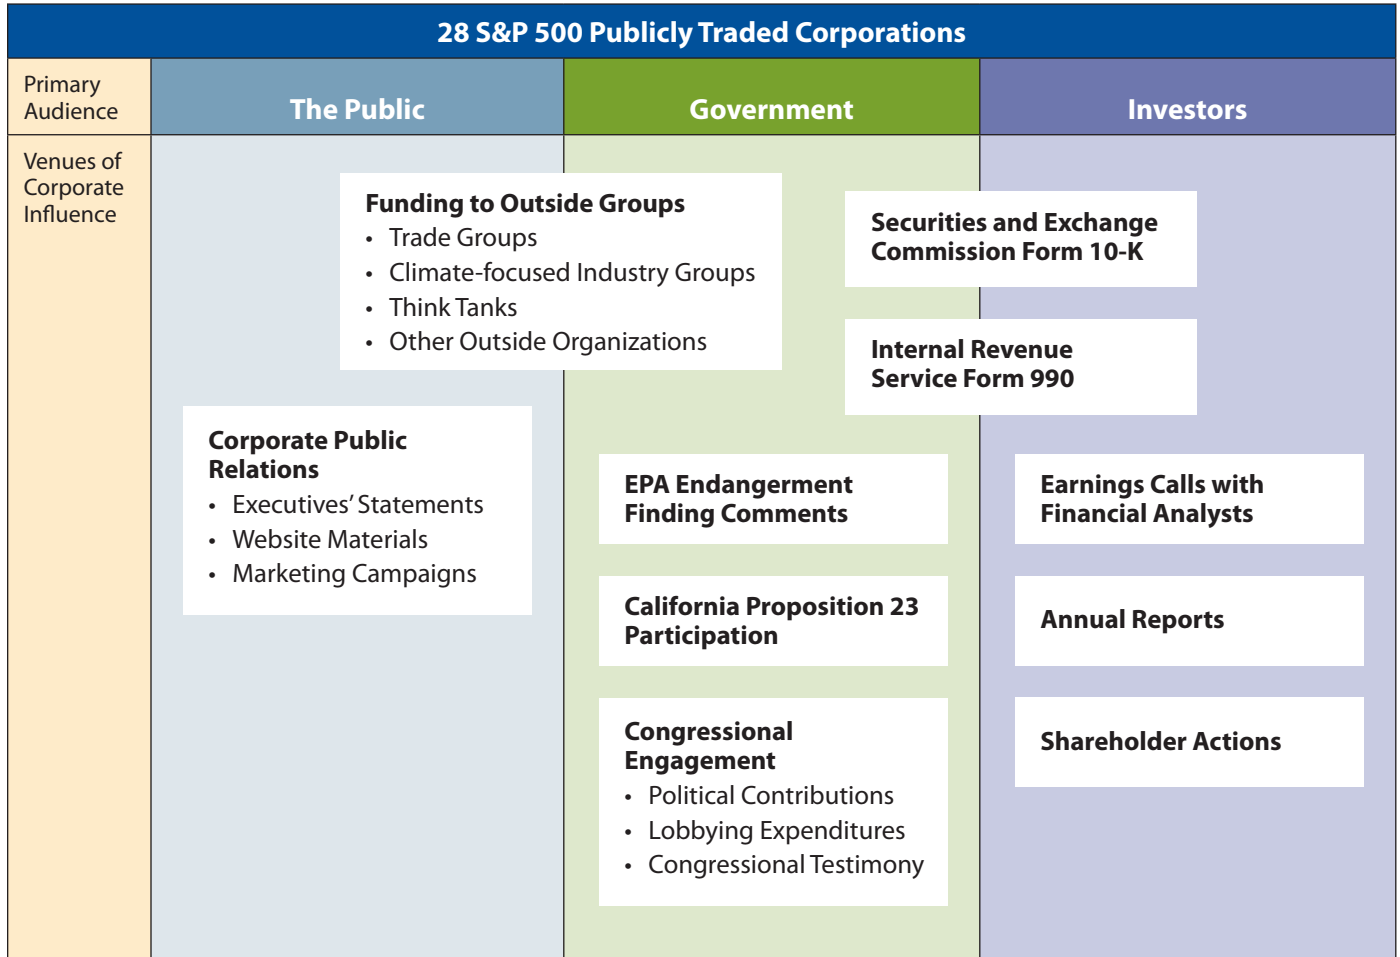 28 S&P 500 Publicly Traded Corporations
Primary
Audience
The Public
Government
Investors
Venues of
Corporate
Influence
Funding to Outside Groups
• Trade Groups
• Climate-focused Industry Groups
• Think Tanks
• Other Outside Organizations
Securities and Exchange
Commission Form 10-K
Internal Revenue
Service Form 990
Corporate Public
Relations
• Executives’ Statements
• Website Materials
• Marketing Campaigns
EPA Endangerment
Finding Comments
California Proposition 23
Participation
Congressional
Engagement
• Political Contributions
• Lobbying Expenditures
• Congressional Testimony
Earnings Calls with
Financial Analysts
Annual Reports
Shareholder Actions